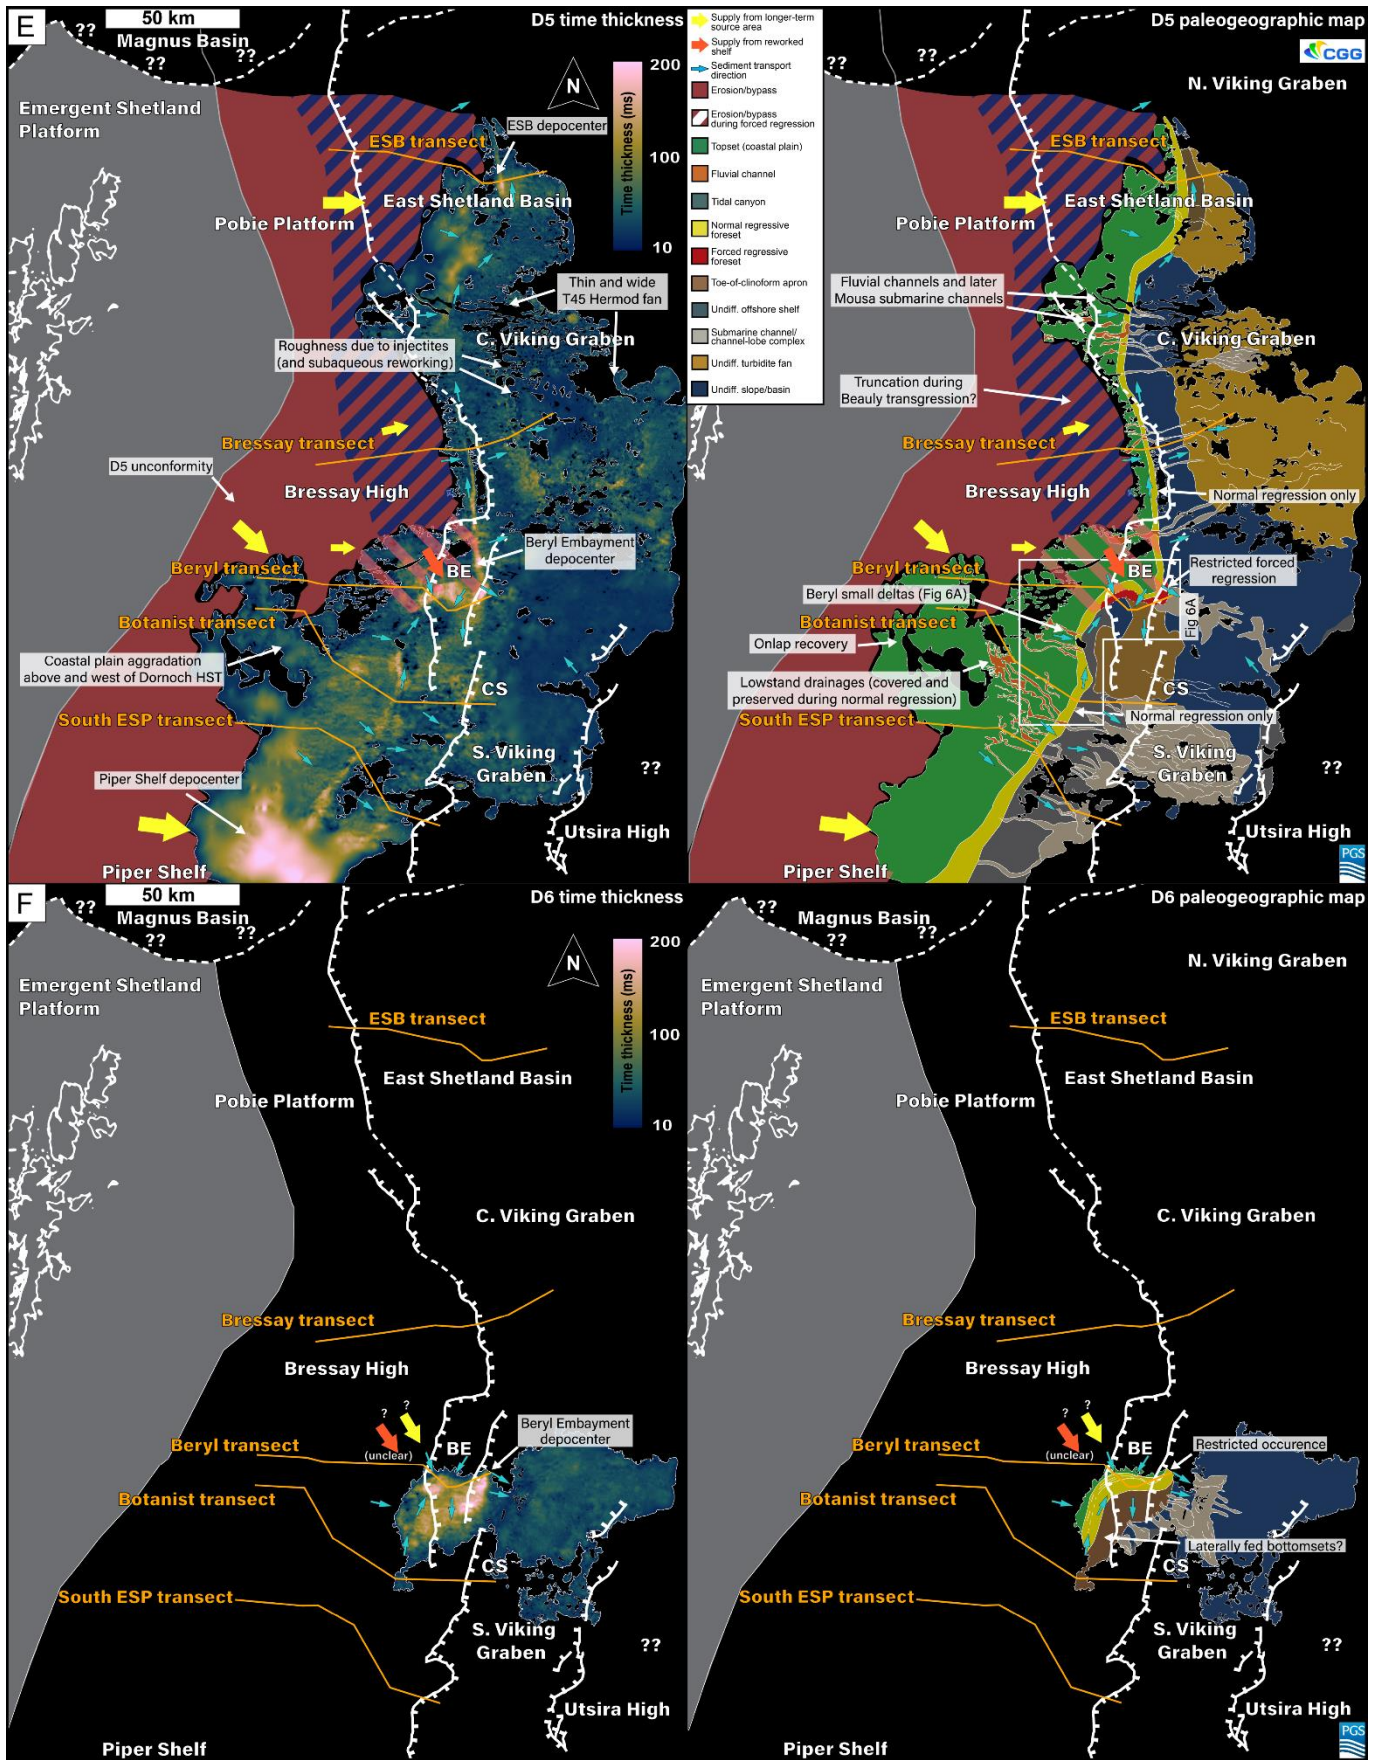 E
50 km
D5 time thickness
??
Magnus Basin
??
??
Emergent Shetland
Platform
N
200
100
10
Time thickness (ms)
ESB depocenter
ESB transect
East Shetland Basin
Pobie Platform
Thin and wide
T45 Hermod fan
C. Viking Graben
Roughness due to injectites
(and subaqueous reworking)
Bressay transect
D5 unconformity
Bressay High
Beryl Embayment
depocenter
Beryl transect
BE
Botanist transect
Coastal plain aggradation
above and west of Dornoch HST
CS
South ESP transect
S. Viking
Graben
??
Piper Shelf depocenter
Utsira High
Piper Shelf
Supply from longer-term
source area
Supply from reworked
shelf
Sediment transport
direction
Erosion/bypass
Erosion/bypass
during forced regression
Topset (coastal plain)
Fluvial channel
Tidal canyon
Normal regressive
foreset
Forced regressive
foreset
Toe-of-clinoform apron
Undiff. offshore shelf
Submarine channel/
channel-lobe complex
Undiff. turbidite fan
Undiff. slope/basin
D5 paleogeographic map
CGG
??
??
N. Viking Graben
ESB transect
East Shetland Basin
Pobie Platform
Fluvial channels and later
Mousa submarine channels
C. Viking Graben
Truncation during
Beauly transgression?
Bressay transect
Bressay High
Normal regression only
Beryl transect
BE
Restricted forced
regression
Beryl small deltas (Fig 6A)
Botanist transect
Fig 6A
Onlap recovery
Lowstand drainages (covered and
preserved during normal regression)
CS
South ESP transect
Normal regression only
S. Viking
Graben
??
Utsira High
Piper Shelf
PGS
F
50 km
D6 time thickness
??
Magnus Basin
??
??
Emergent Shetland
Platform
N
200
100
10
Time thickness (ms)
ESB transect
East Shetland Basin
Pobie Platform
C. Viking Graben
Bressay transect
Bressay High
?
?
(unclear)
Beryl Embayment
depocenter
Beryl transect
BE
Botanist transect
CS
South ESP transect
S. Viking
Graben
??
Utsira High
Piper Shelf
D6 paleogeographic map
??
Magnus Basin
??
??
N. Viking Graben
Emergent Shetland
Platform
ESB transect
East Shetland Basin
Pobie Platform
C. Viking Graben
Bressay transect
Bressay High
?
?
(unclear)
Beryl transect
BE
Restricted occurence
Botanist transect
Laterally fed bottomsets?
CS
South ESP transect
S. Viking
Graben
??
Utsira High
Piper Shelf
PGS